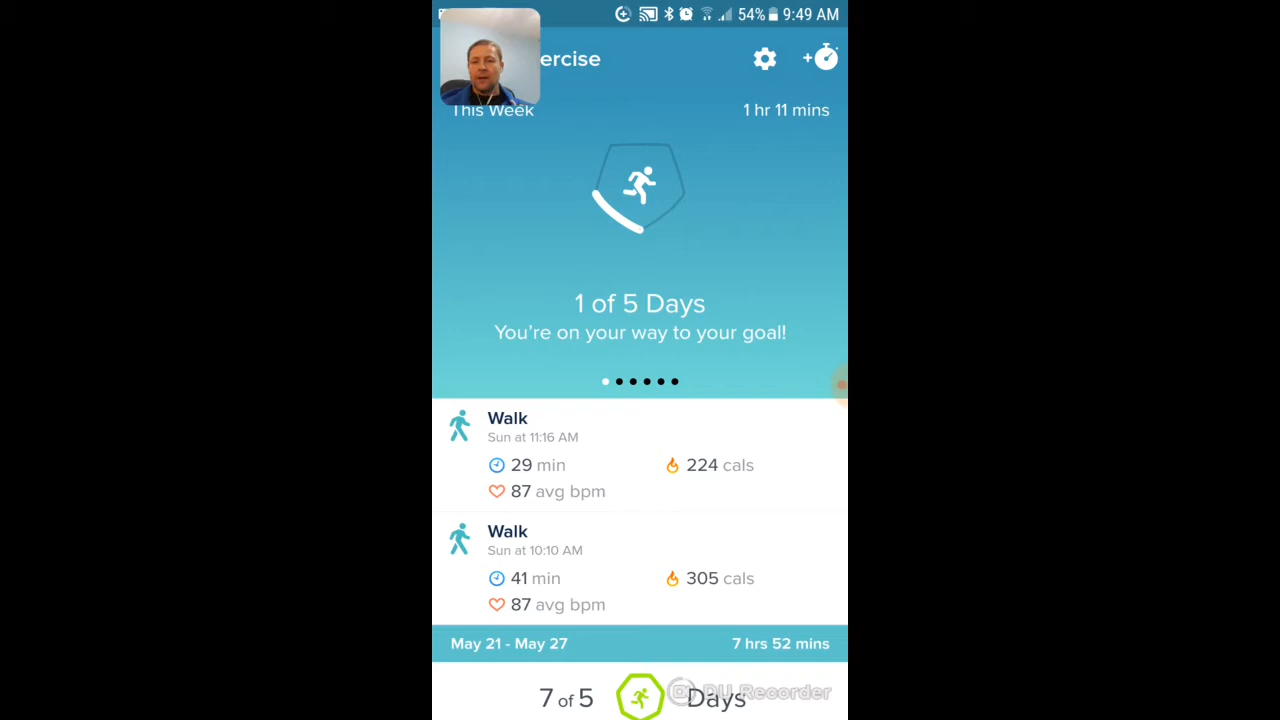 54% 9:49 AM
ercise
This Week 1 hr 11 mins
1 of 5 Days
You're on your way to your goal!
Walk
Sun at 11:16 AM
29 min 224 cals
87 avg bpm
Walk
Sun at 10:10 AM
41 min 305 cals
87 avg bpm
May 21 - May 27 7 hrs 52 mins
7 of 5 Days
DU Recorder